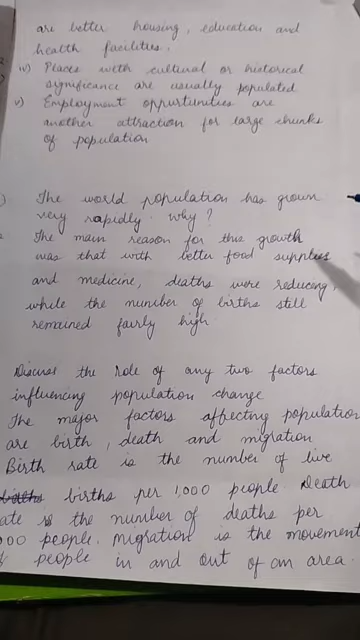 are better housing, education and
health facilities.
iv) Places with cultural or historical
significance are usually populated
v) Employment oppurtunities are
another attraction for large chunks
of population
The world population has grown
very rapidly. Why?
The main reason for this growth
was that with better food supplies
and medicine, deaths were reducing
while the number of births still
remained fairly high.
Discuss the role of any two factors
influencing population change
The major factors affecting population
are birth, death and migration
Birth rate is the number of live
births per 1,000 people. Death
ate is the number of deaths per
000 people. Migration is the movement
people in and out of an area.